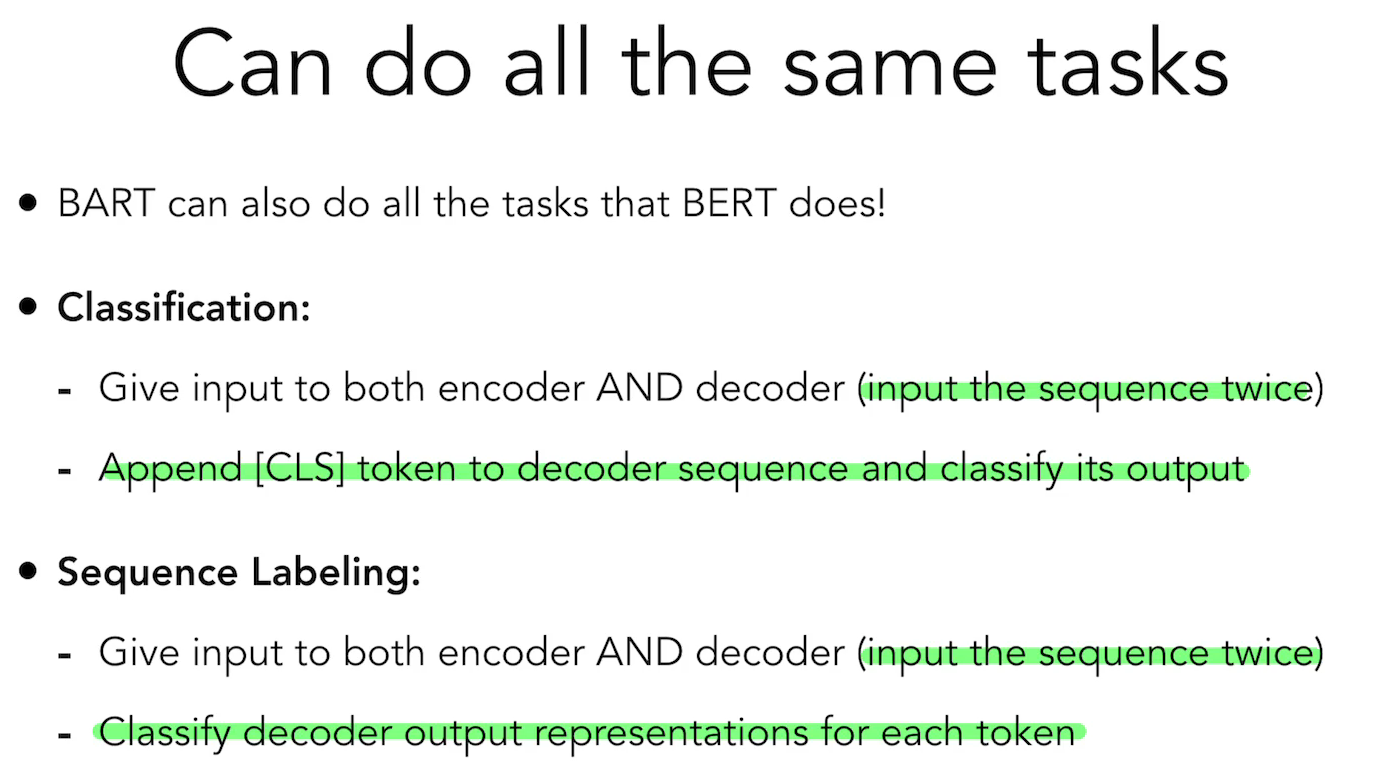 Can do all the same tasks
• BART can also do all the tasks that BERT does!
• Classification:
- Give input to both encoder AND decoder (input the sequence twice)
- Append [CLS] token to decoder sequence and classify its output
• Sequence Labeling:
- Give input to both encoder AND decoder (input the sequence twice)
- Classify decoder output representations for each token